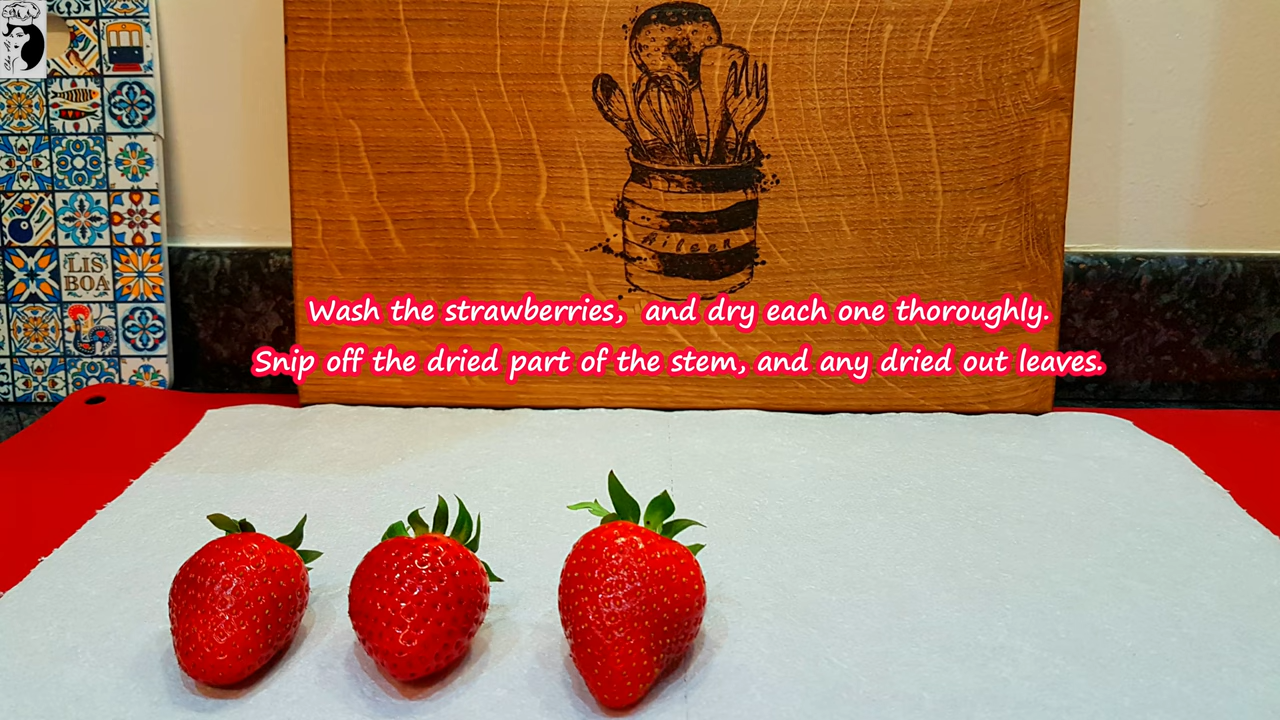 LIS
BOA
Aileen
Wash the strawberries, and dry each one thoroughly.
Snip off the dried part of the stem, and any dried out leaves.